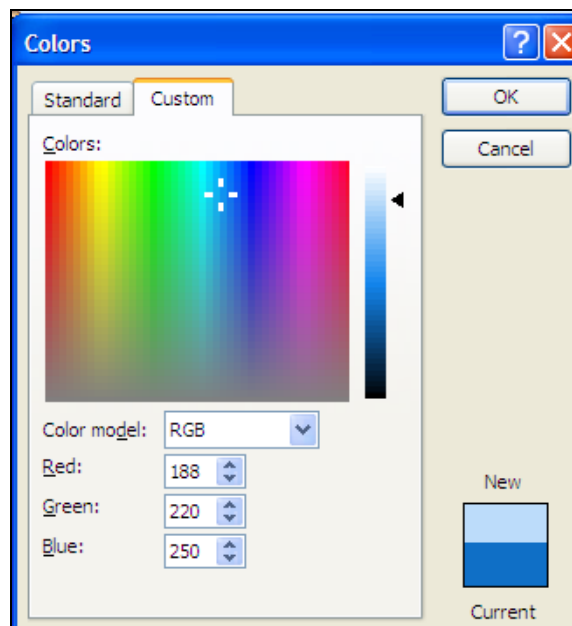 Colors ?
Standard Custom OK
Cancel
Colors:
Color model: RGB
Red: 188
Green: 220
Blue: 250
New
Current